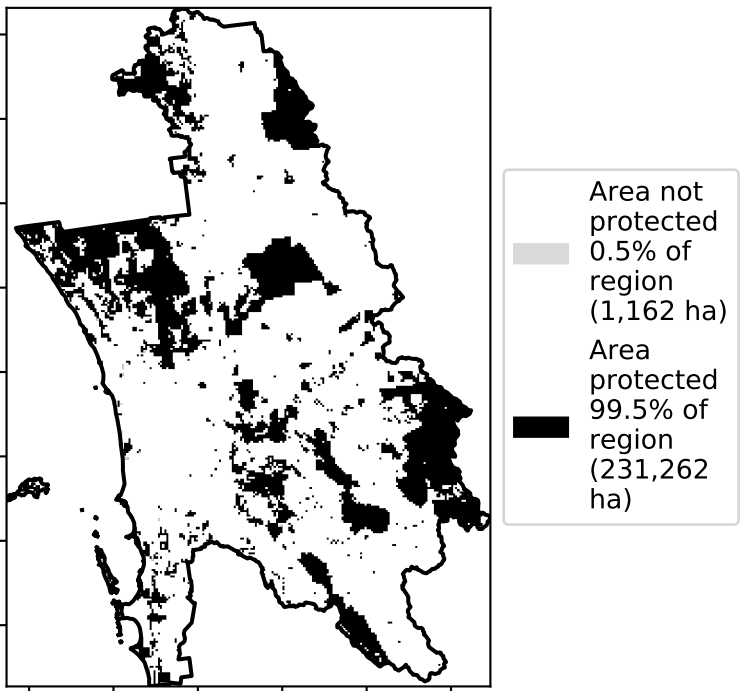 Area not
protected
0.5% of
region
(1,162 ha)
Area
protected
99.5% of
region
(231,262
ha)